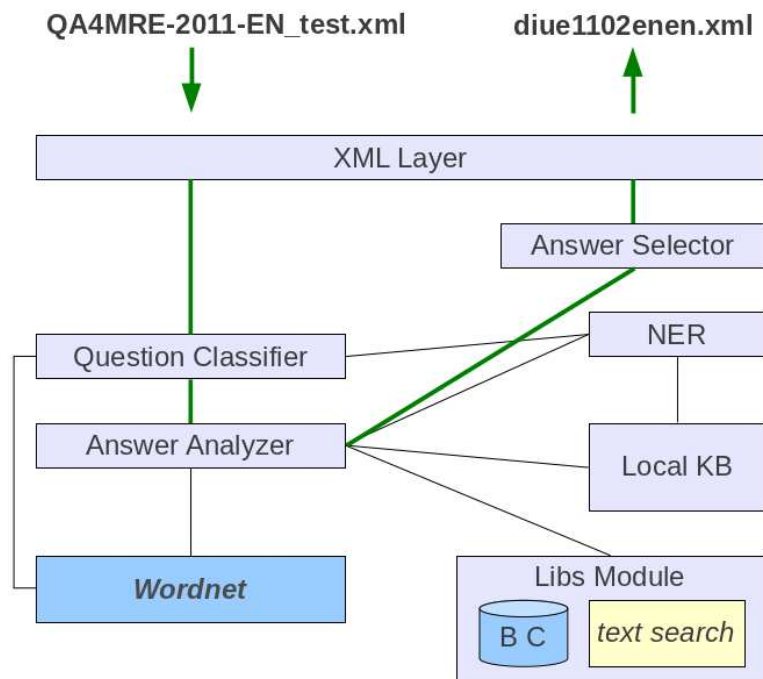 QA4MRE-2011-EN_test.xml
diue1102enen.xml
XML Layer
Answer Selector
Question Classifier
NER
Answer Analyzer
Local KB
Wordnet
Libs Module
B C
text search